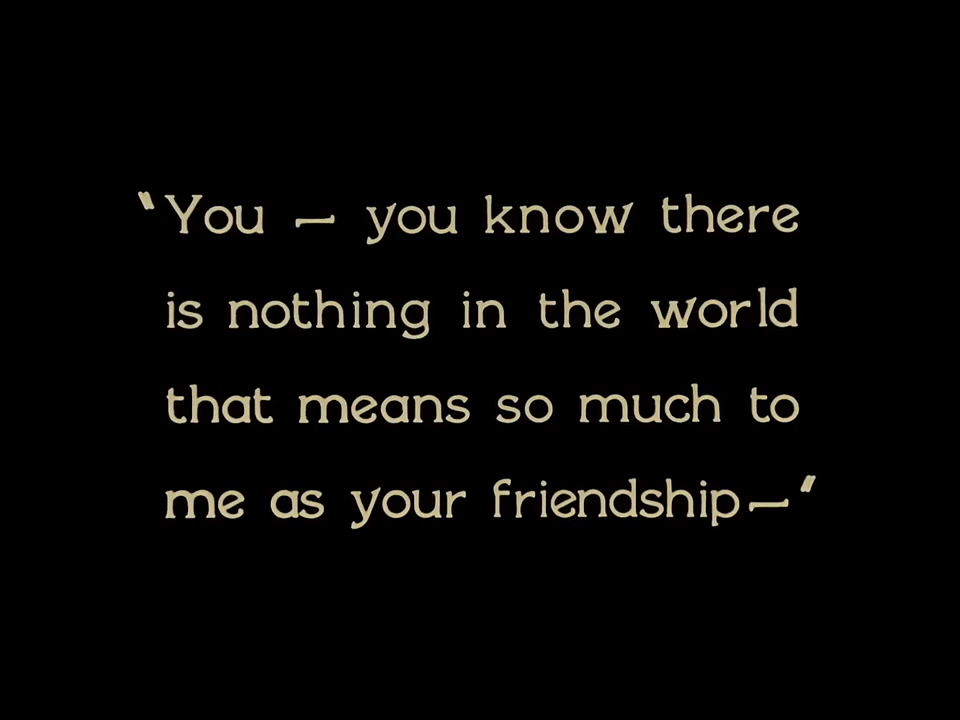 "You — you know there
is nothing in the world
that means so much to
me as your friendship—"